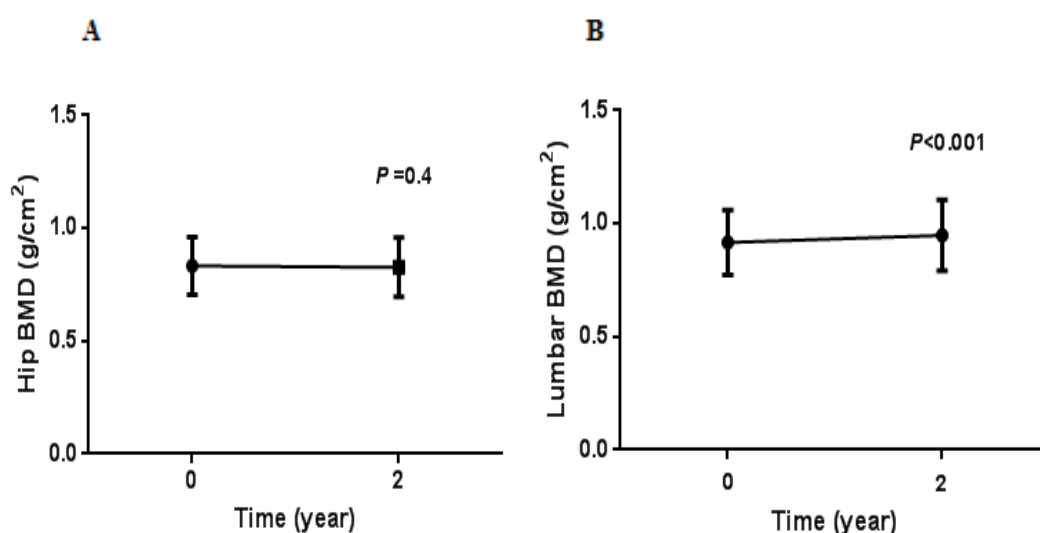 A
Hip BMD (g/cm²)
1.5
1.0
0.5
0.0
P =0.4
0
2
Time (year)
B
Lumbar BMD (g/cm²)
1.5
1.0
0.5
0.0
P<0.001
0
2
Time (year)